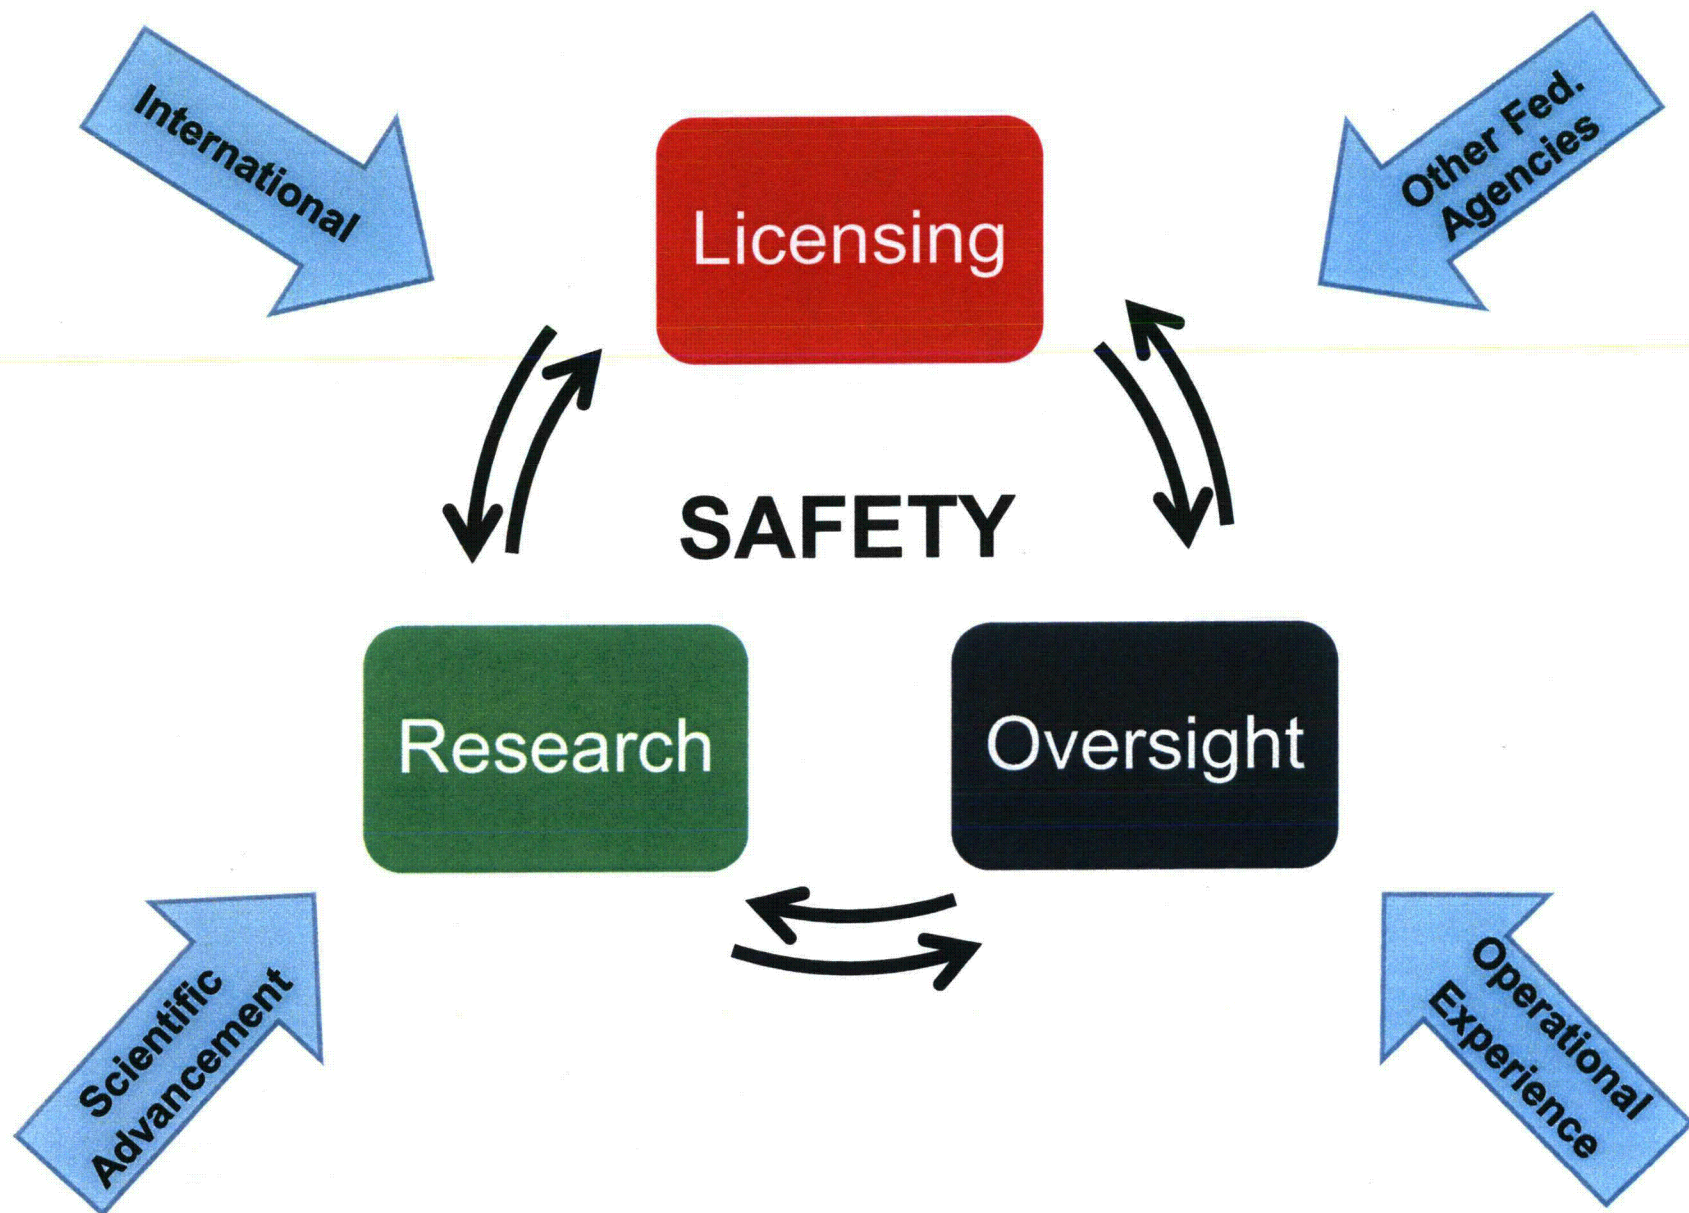 International
Other Fed.
Agencies
Licensing
SAFETY
Research
Oversight
Scientific
Advancement
Operational
Experience